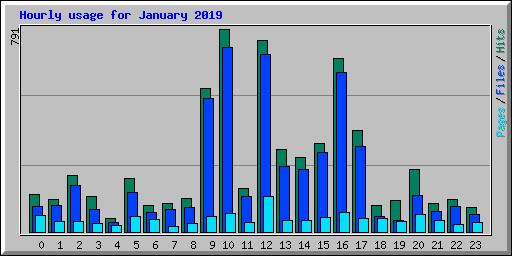 Hourly usage for January 2019
791
Pages/Files/Hits
0 1 2 3 4 5 6 7 8 9 10 11 12 13 14 15 16 17 18 19 20 21 22 23